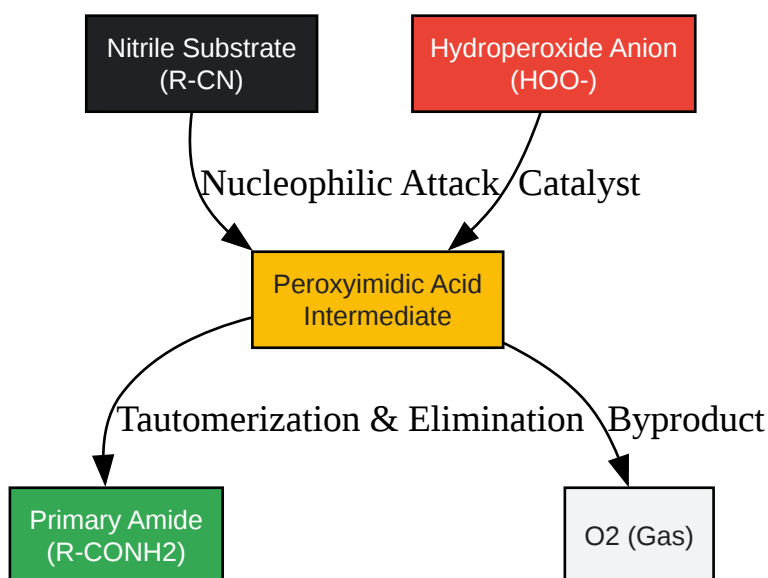 Nitrile Substrate
(R-CN)
Hydroperoxide Anion
(HOO-)
Nucleophilic Attack
Catalyst
Peroxyimidic Acid
Intermediate
Tautomerization & Elimination
Byproduct
Primary Amide
(R-CONH2)
O2 (Gas)